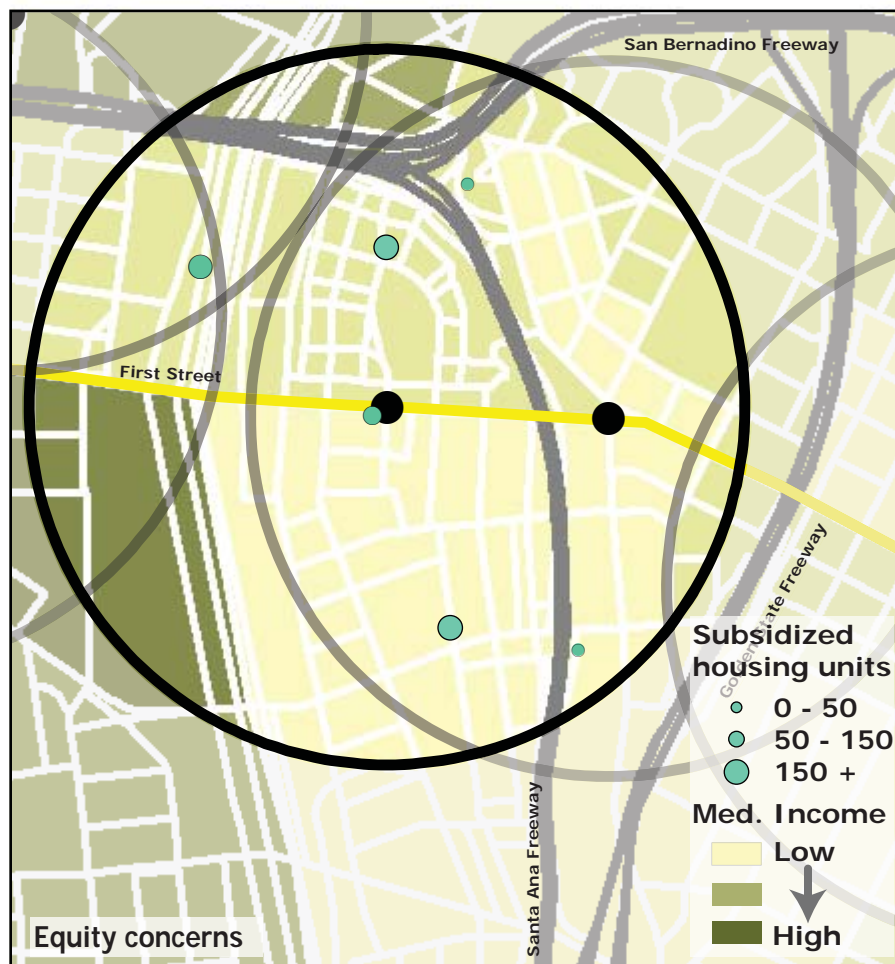 San Bernadino Freeway
First Street
Golden State Freeway
Santa Ana Freeway
Subsidized
housing units
0 - 50
50 - 150
150 +
Med. Income
Low
High
Equity concerns